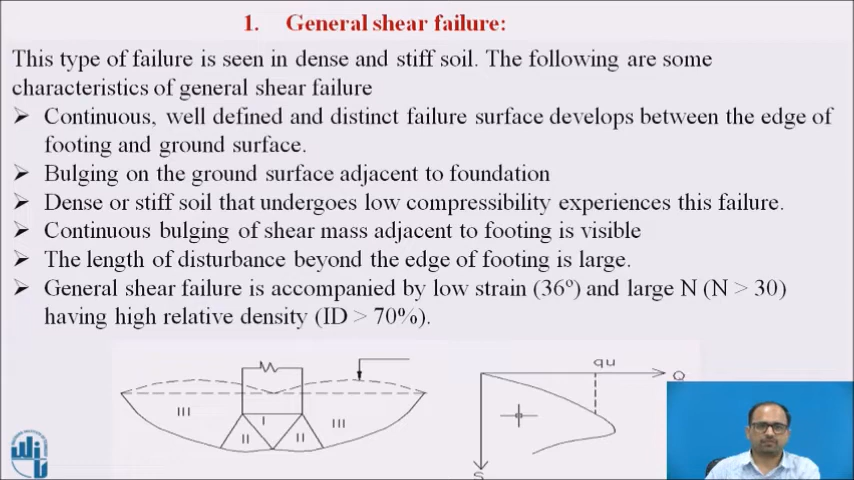 1. General shear failure:
This type of failure is seen in dense and stiff soil. The following are some
characteristics of general shear failure
➢ Continuous, well defined and distinct failure surface develops between the edge of
footing and ground surface.
➢ Bulging on the ground surface adjacent to foundation
➢ Dense or stiff soil that undergoes low compressibility experiences this failure.
➢ Continuous bulging of shear mass adjacent to footing is visible
➢ The length of disturbance beyond the edge of footing is large.
➢ General shear failure is accompanied by low strain (36º) and large N (N > 30)
having high relative density (ID > 70%).
qu
Q
III
I
III
II
II
S